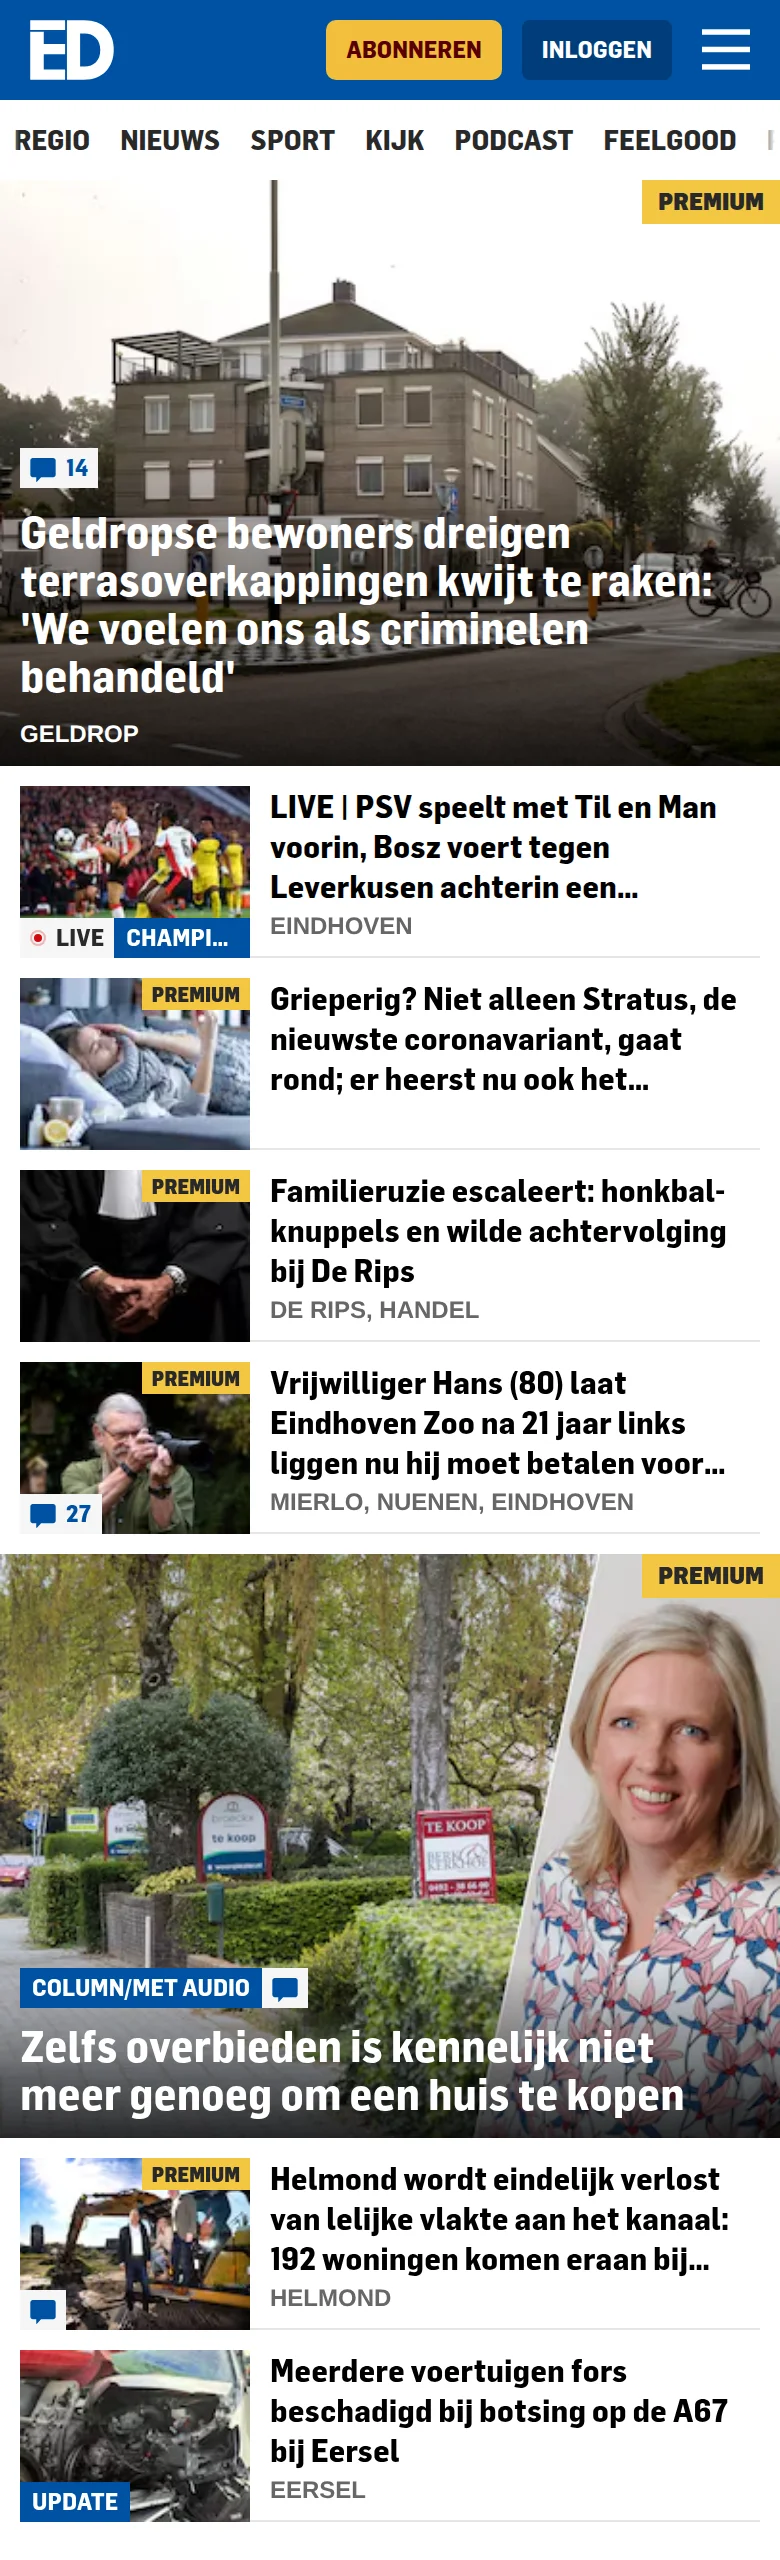 ED
ABONNEREN
INLOGGEN
REGIO NIEUWS SPORT KIJK PODCAST FEELGOOD
PREMIUM
14
Geldropse bewoners dreigen
terrasoverkappingen kwijt te raken:
'We voelen ons als criminelen
behandeld'
GELDROP
LIVE | PSV speelt met Til en Man
voorin, Bosz voert tegen
Leverkusen achterin een...
EINDHOVEN
LIVE CHAMPI...
PREMIUM
Grieperig? Niet alleen Stratus, de
nieuwste coronavariant, gaat
rond; er heerst nu ook het...
PREMIUM
Familieruzie escaleert: honkbal-
knuppels en wilde achtervolging
bij De Rips
DE RIPS, HANDEL
PREMIUM
27
Vrijwilliger Hans (80) laat
Eindhoven Zoo na 21 jaar links
liggen nu hij moet betalen voor...
MIERLO, NUENEN, EINDHOVEN
PREMIUM
te koop
TE KOOP
COLUMN/MET AUDIO
Zelfs overbieden is kennelijk niet
meer genoeg om een huis te kopen
PREMIUM
Helmond wordt eindelijk verlost
van lelijke vlakte aan het kanaal:
192 woningen komen eraan bij...
HELMOND
UPDATE
Meerdere voertuigen fors
beschadigd bij botsing op de A67
bij Eersel
EERSEL